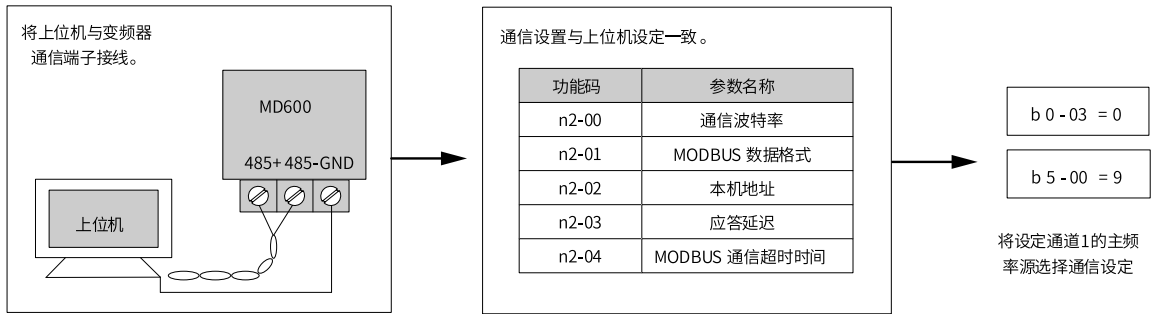 将上位机与变频器
通信端子接线。
MD600
485+ 485-GND
上位机
通信设置与上位机设定一致。
功能码 参数名称
n2-00 通信波特率
n2-01 MODBUS 数据格式
n2-02 本机地址
n2-03 应答延迟
n2-04 MODBUS 通信超时时间
b 0 - 03 = 0
b 5 - 00 = 9
将设定通道1的主频
率源选择通信设定